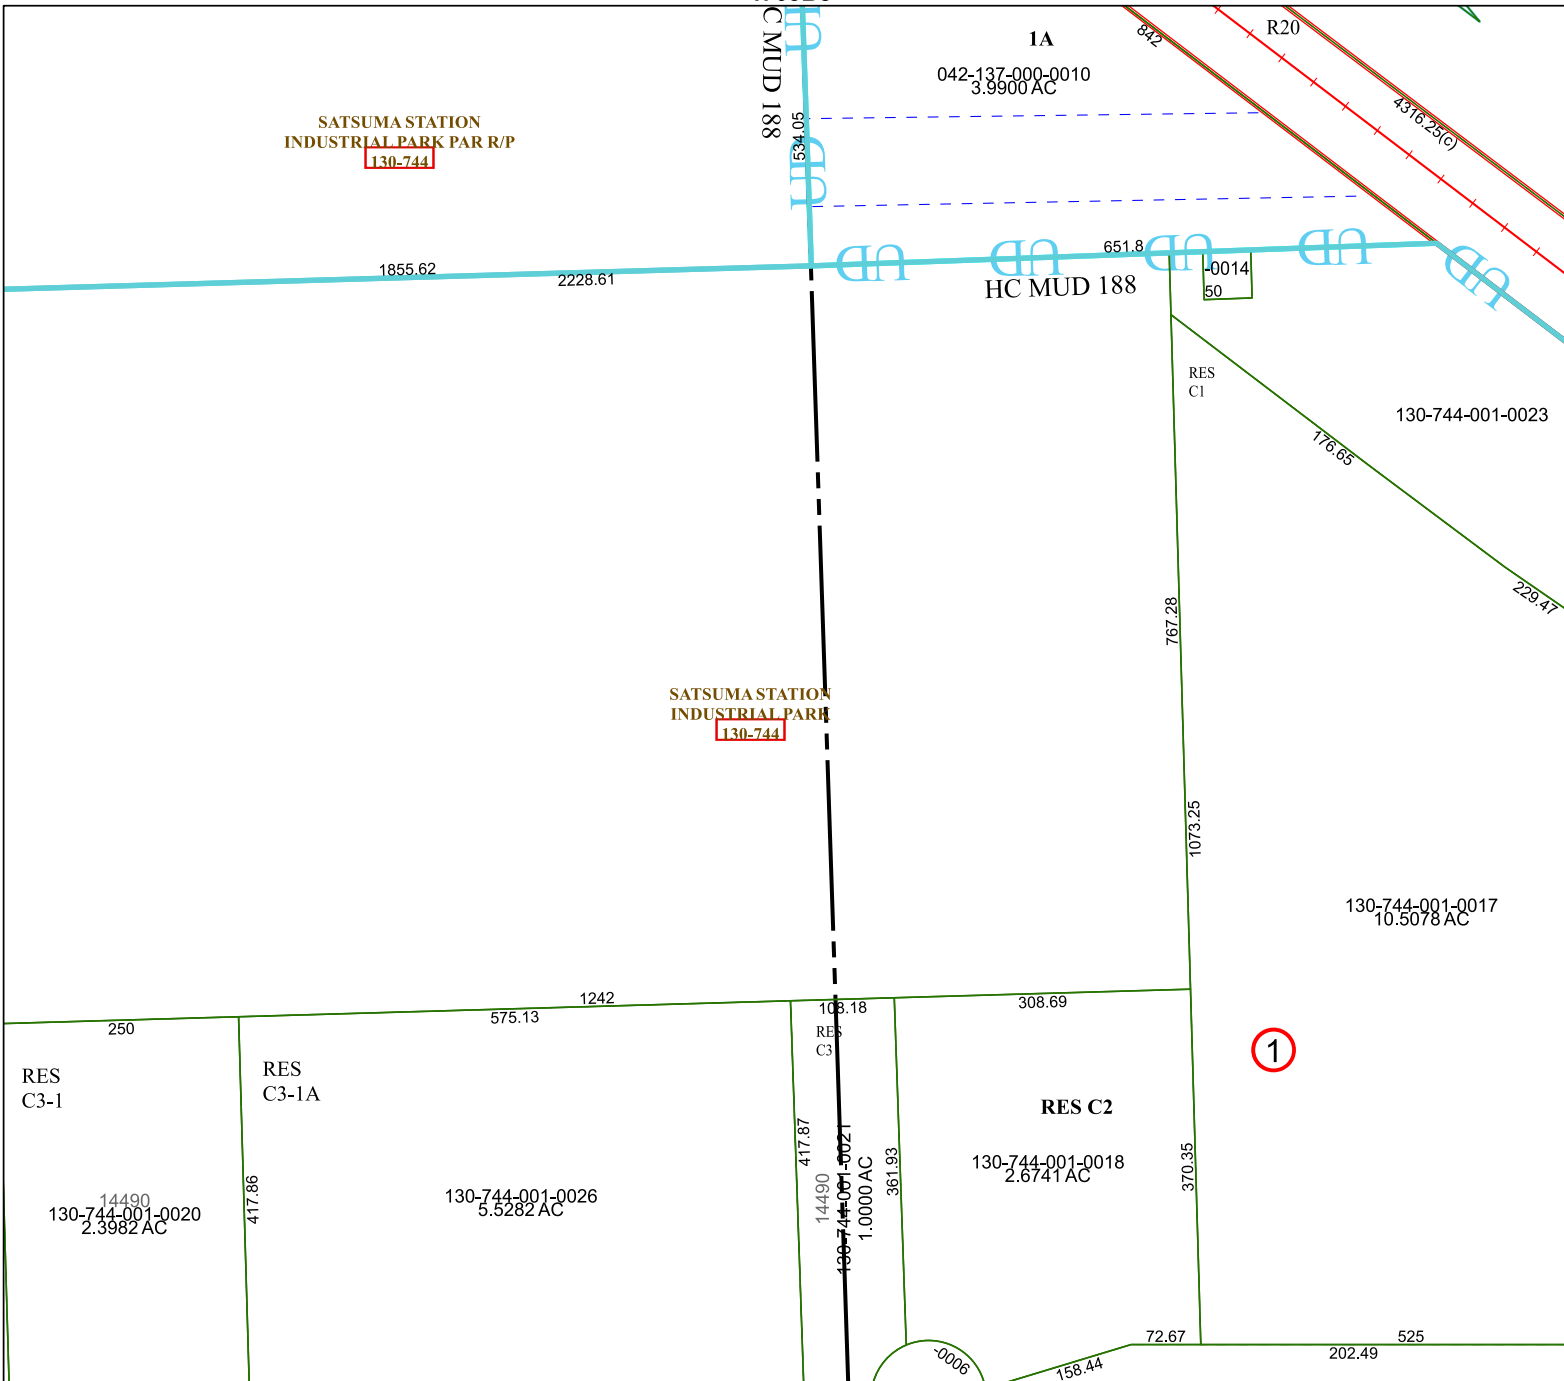 HC MUD 188
1A
042-137-000-0010
3.9900 AC
842
R20
4316.25(c)
534.05
SATSUMA STATION
INDUSTRIAL PARK PAR R/P
130-744
1855.62
2228.61
651.8
HC MUD 188
-0014
50
RES
C1
130-744-001-0023
176.65
229.47
767.28
1073.25
SATSUMA STATION
INDUSTRIAL PARK
130-744
130-744-001-0017
10.5078 AC
1
250
1242
575.13
108.18
308.69
RES
C3-1
RES
C3-1A
RES
C3
RES C2
14490
130-744-001-0020
2.3982 AC
417.86
130-744-001-0026
5.5282 AC
417.87
14490
130-744-001-0021
1.0000 AC
361.93
130-744-001-0018
2.6741 AC
370.35
-0006
158.44
72.67
525
202.49